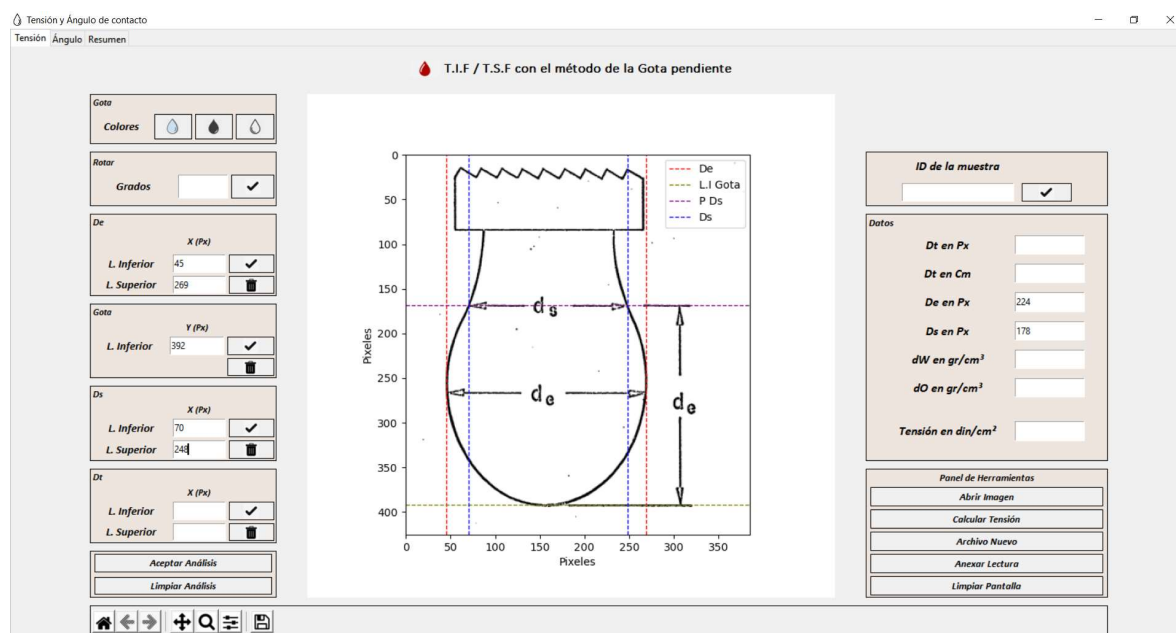 Tensión y Ángulo de contacto
Tensión Ángulo Resumen
T.I.F / T.S.F con el método de la Gota pendiente
Gota
Colores
Rotar
Grados
De
X (Px)
L. Inferior 45
L. Superior 269
Gota
Y (Px)
L. Inferior 392
Ds
X (Px)
L. Inferior 70
L. Superior 248
Dt
X (Px)
L. Inferior
L. Superior
Aceptar Análisis
Limpiar Análisis
De
L.I Gota
P Ds
Ds
0
50
100
150
200
250
300
350
400
Pixeles
0 50 100 150 200 250 300 350
Pixeles
d s
d e
d e
ID de la muestra
Datos
Dt en Px
Dt en Cm
De en Px 224
Ds en Px 178
dW en gr/cm³
dO en gr/cm³
Tensión en din/cm²
Panel de Herramientas
Abrir Imagen
Calcular Tensión
Archivo Nuevo
Anexar Lectura
Limpiar Pantalla